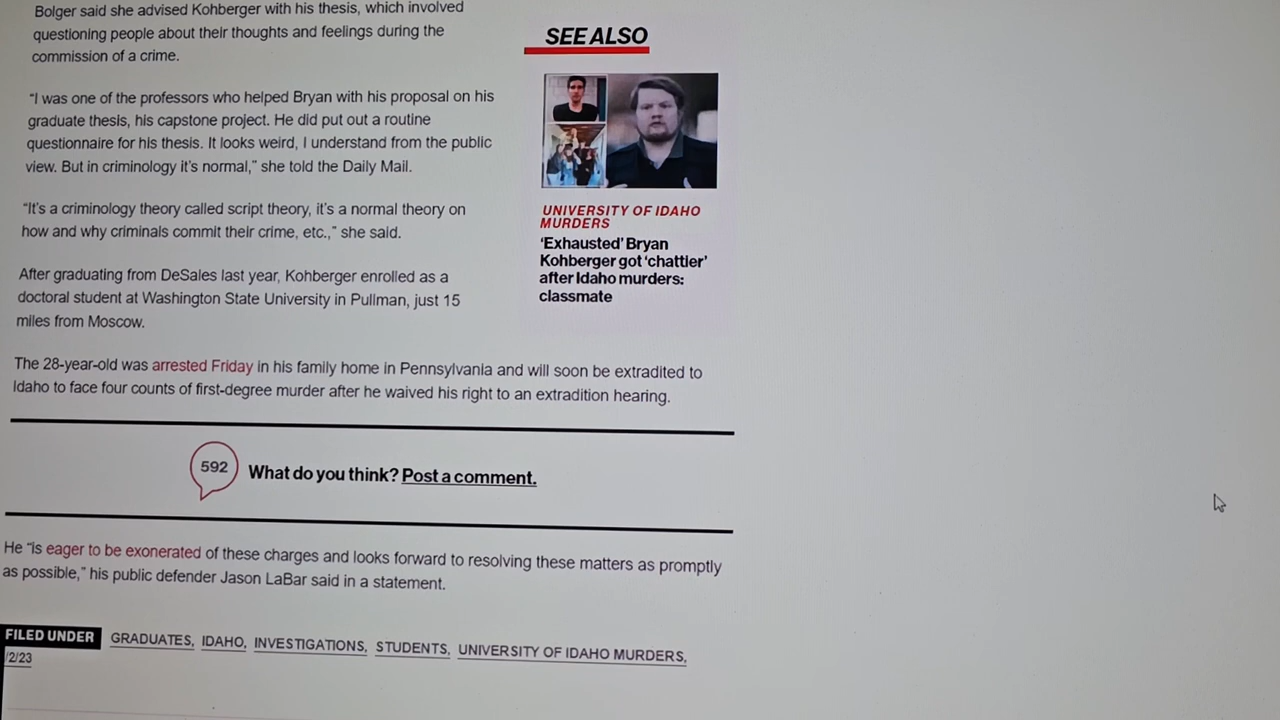 Bolger said she advised Kohberger with his thesis, which involved
questioning people about their thoughts and feelings during the
commission of a crime.
“I was one of the professors who helped Bryan with his proposal on his
graduate thesis, his capstone project. He did put out a routine
questionnaire for his thesis. It looks weird, I understand from the public
view. But in criminology it’s normal,” she told the Daily Mail.
“It’s a criminology theory called script theory, it’s a normal theory on
how and why criminals commit their crime, etc.,” she said.
After graduating from DeSales last year, Kohberger enrolled as a
doctoral student at Washington State University in Pullman, just 15
miles from Moscow.
SEE ALSO
UNIVERSITY OF IDAHO
MURDERS
‘Exhausted’ Bryan
Kohberger got ‘chattier’
after Idaho murders:
classmate
The 28-year-old was arrested Friday in his family home in Pennsylvania and will soon be extradited to
Idaho to face four counts of first-degree murder after he waived his right to an extradition hearing.
592 What do you think? Post a comment.
He “is eager to be exonerated of these charges and looks forward to resolving these matters as promptly
as possible,” his public defender Jason LaBar said in a statement.
FILED UNDER GRADUATES, IDAHO, INVESTIGATIONS, STUDENTS, UNIVERSITY OF IDAHO MURDERS,
/2/23